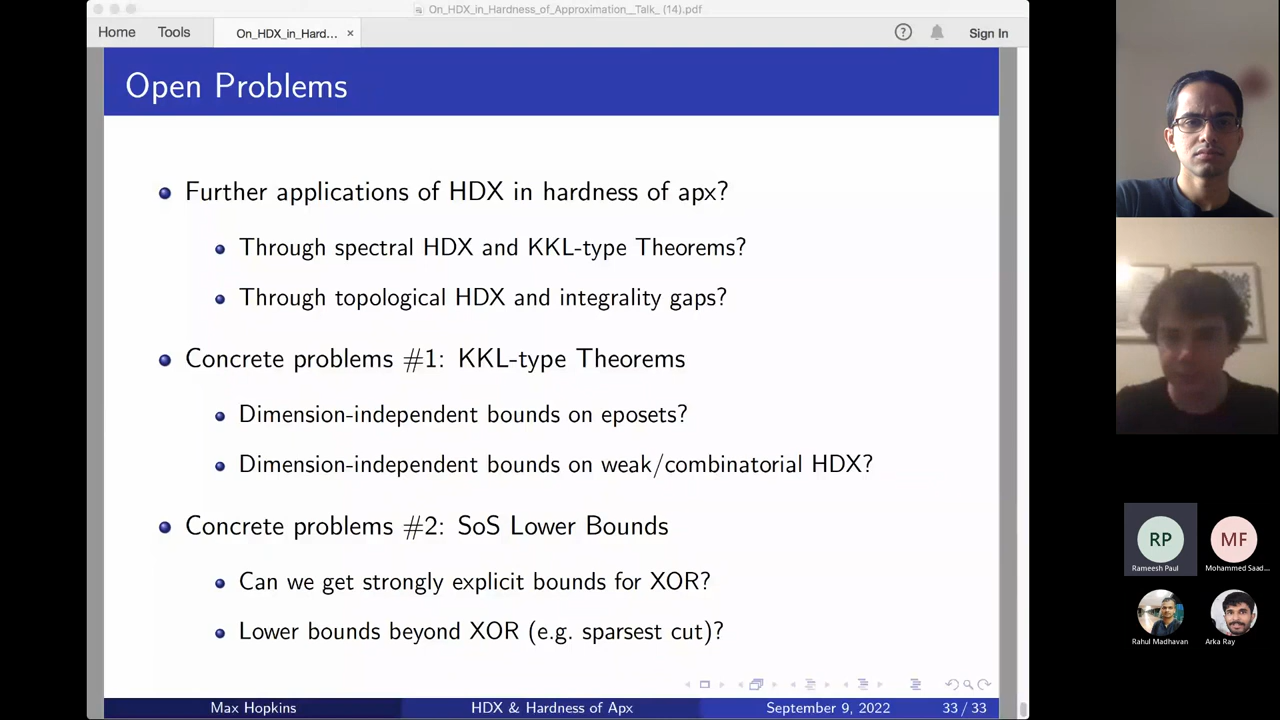 On_HDX_in_Hardness_of_Approximation__Talk_ (14).pdf
Home Tools On_HDX_in_Hard... × ? Sign In
Open Problems
Further applications of HDX in hardness of apx?
Through spectral HDX and KKL-type Theorems?
Through topological HDX and integrality gaps?
Concrete problems #1: KKL-type Theorems
Dimension-independent bounds on eposets?
Dimension-independent bounds on weak/combinatorial HDX?
Concrete problems #2: SoS Lower Bounds
Can we get strongly explicit bounds for XOR?
Lower bounds beyond XOR (e.g. sparsest cut)?
Max Hopkins HDX & Hardness of Apx September 9, 2022 33 / 33
RP MF
Rameesh Paul Mohammed Saad...
Rahul Madhavan Arka Ray